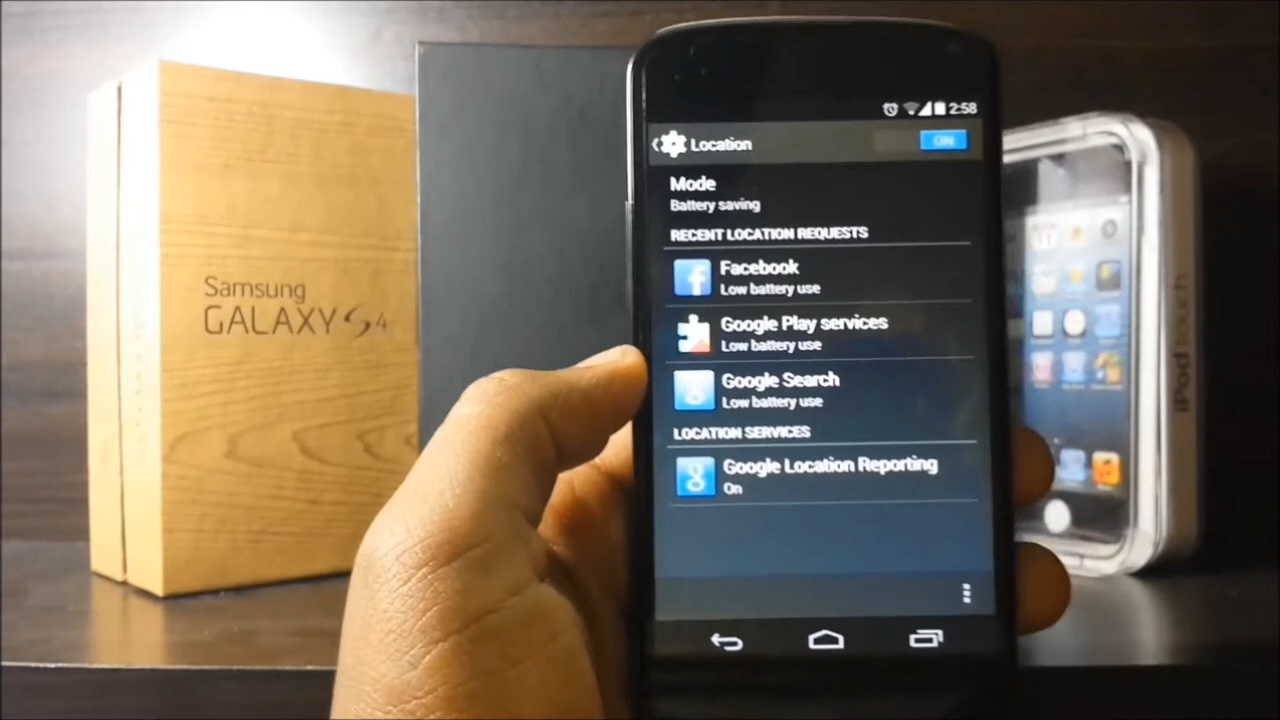 Samsung
GALAXY S4
2:58
Location
ON
Mode
Battery saving
RECENT LOCATION REQUESTS
Facebook
Low battery use
Google Play services
Low battery use
Google Search
Low battery use
LOCATION SERVICES
Google Location Reporting
On
iPod touch